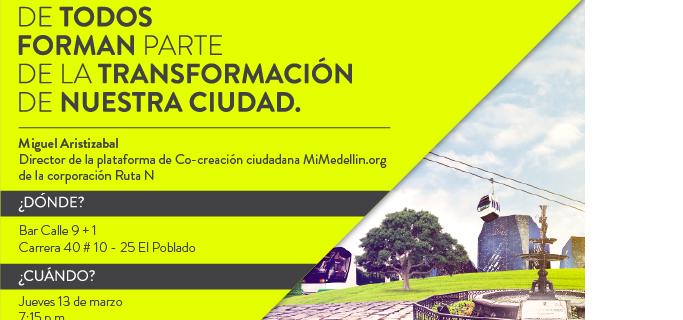 DE TODOS
FORMAN PARTE
DE LA TRANSFORMACIÓN
DE NUESTRA CIUDAD.
Miguel Aristizabal
Director de la plataforma de Co-creación ciudadana MiMedellin.org
de la corporación Ruta N
¿DÓNDE?
Bar Calle 9 + 1
Carrera 40 # 10 - 25 El Poblado
¿CUÁNDO?
Jueves 13 de marzo
7:15 p.m.